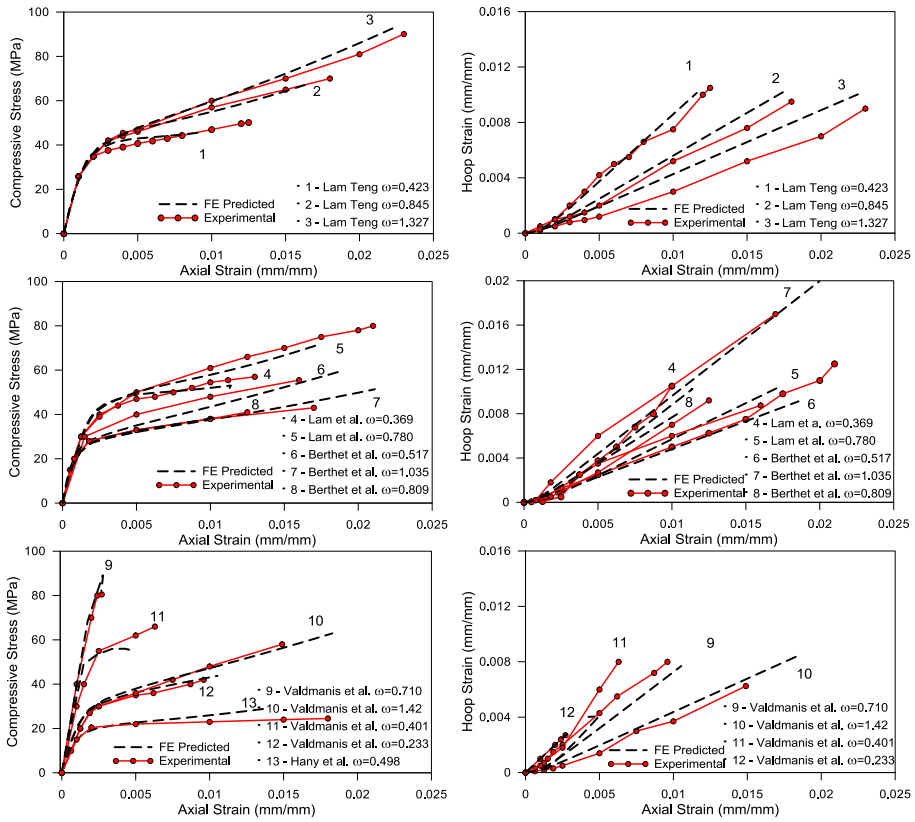 Compressive Stress (MPa)
100
80
60
40
20
0
0
0.005
0.01
0.015
0.02
0.025
Axial Strain (mm/mm)
3
2
1
FE Predicted
Experimental
1 - Lam Teng ω=0.423
2 - Lam Teng ω=0.845
3 - Lam Teng ω=1.327
Hoop Strain (mm/mm)
0.016
0.012
0.008
0.004
0
0
0.005
0.01
0.015
0.02
0.025
Axial Strain (mm/mm)
1
2
3
FE Predicted
Experimental
1 - Lam Teng ω=0.423
2 - Lam Teng ω=0.845
3 - Lam Teng ω=1.327
Compressive Stress (MPa)
100
80
60
40
20
0
0
0.005
0.01
0.015
0.02
0.025
Axial Strain (mm/mm)
5
4
6
7
8
FE Predicted
Experimental
4 - Lam et al. ω=0.369
5 - Lam et al. ω=0.780
6 - Berthet et al. ω=0.517
7 - Berthet et al. ω=1.035
8 - Berthet et al. ω=0.809
Hoop Strain (mm/mm)
0.02
0.016
0.012
0.008
0.004
0
0
0.005
0.01
0.015
0.02
0.025
Axial Strain (mm/mm)
7
4
8
5
6
FE Predicted
Experimental
4 - Lam et a. ω=0.369
5 - Lam et al. ω=0.780
6 - Berthet et al. ω=0.517
7 - Berthet et al. ω=1.035
8 - Berthet et al. ω=0.809
Compressive Stress (MPa)
100
80
60
40
20
0
0
0.005
0.01
0.015
0.02
0.025
Axial Strain (mm/mm)
9
11
10
12
13
FE Predicted
Experimental
9 - Valdmanis et al. ω=0.710
10 - Valdmanis et al. ω=1.42
11 - Valdmanis et al. ω=0.401
12 - Valdmanis et al. ω=0.233
13 - Hany et al. ω=0.498
Hoop Strain (mm/mm)
0.016
0.012
0.008
0.004
0
0
0.005
0.01
0.015
0.02
0.025
Axial Strain (mm/mm)
11
9
10
12
FE Predicted
Experimental
9 - Valdmanis et al. ω=0.710
10 - Valdmanis et al. ω=1.42
11 - Valdmanis et al. ω=0.401
12 - Valdmanis et al. ω=0.233